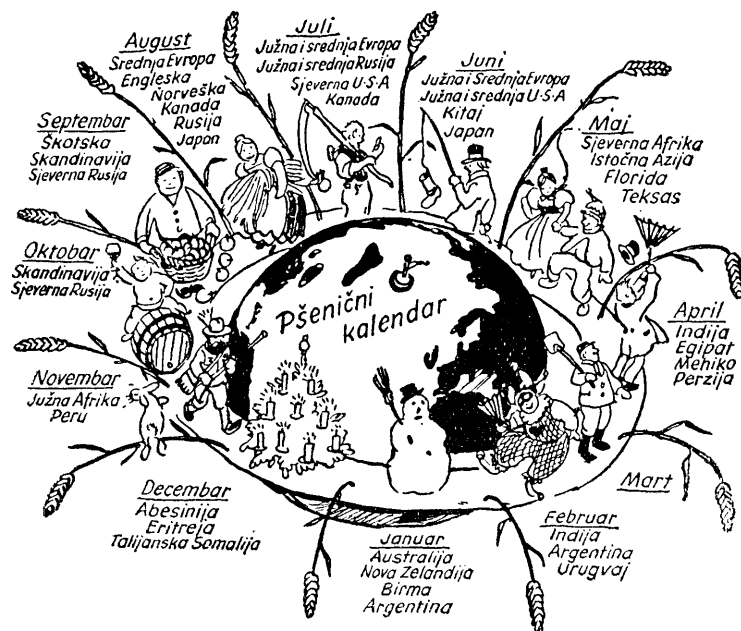 Pšenični
kalendar
Januar
Australija
Nova Zelandija
Birma
Argentina
Februar
Indija
Argentina
Urugvaj
Mart
April
Indija
Egipat
Mehiko
Perzija
Maj
Sjeverna Afrika
Istočna Azija
Florida
Teksas
Juni
Južna i Srednja Evropa
Južna i srednja U·S·A
Kitaj
Japan
Juli
Južna i srednja Evropa
Južna i srednja Rusija
Sjeverna U·S·A
Kanada
August
Srednja Evropa
Engleska
Norveška
Kanada
Rusija
Japan
Septembar
Škotska
Skandinavija
Sjeverna Rusija
Oktobar
Skandinavija
Sjeverna Rusija
Novembar
Južna Afrika
Peru
Decembar
Abesinija
Eritreja
Talijanska Somalija